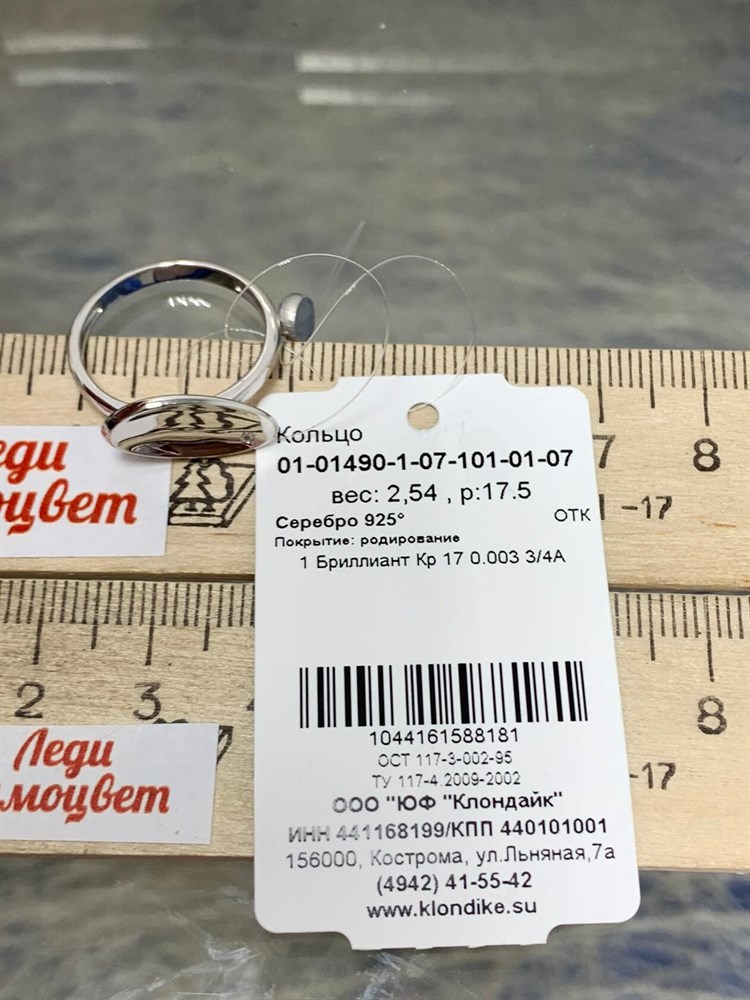 Кольцо
01-01490-1-07-101-01-07
вес: 2,54 , р:17.5
Серебро 925° ОТК
Покрытие: родирование
1 Бриллиант Кр 17 0.003 3/4А
1044161588181
ОСТ 117-3-002-95
ТУ 117-4.2009-2002
ООО "ЮФ "Клондайк"
ИНН 441168199/КПП 440101001
156000, Кострома, ул.Льняная,7а
(4942) 41-55-42
www.klondike.su
7 8
-17
2 3
8
-17
Леди